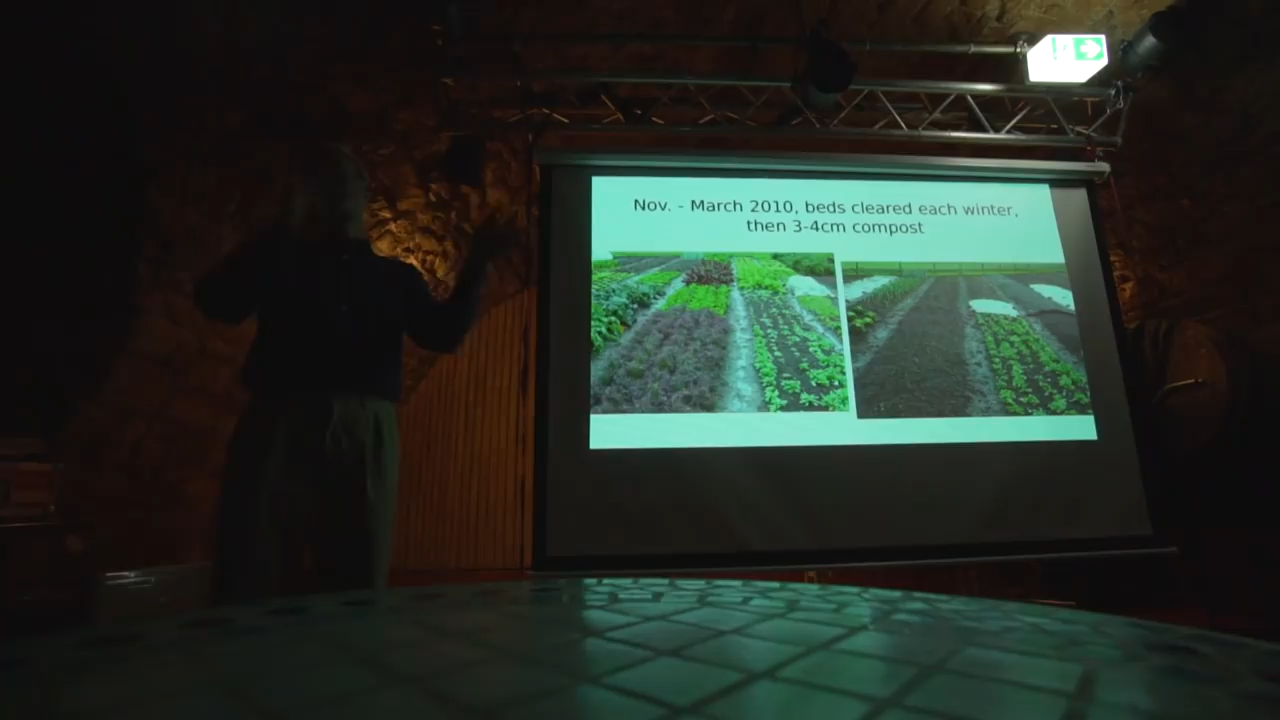 Nov. - March 2010, beds cleared each winter,
then 3-4cm compost